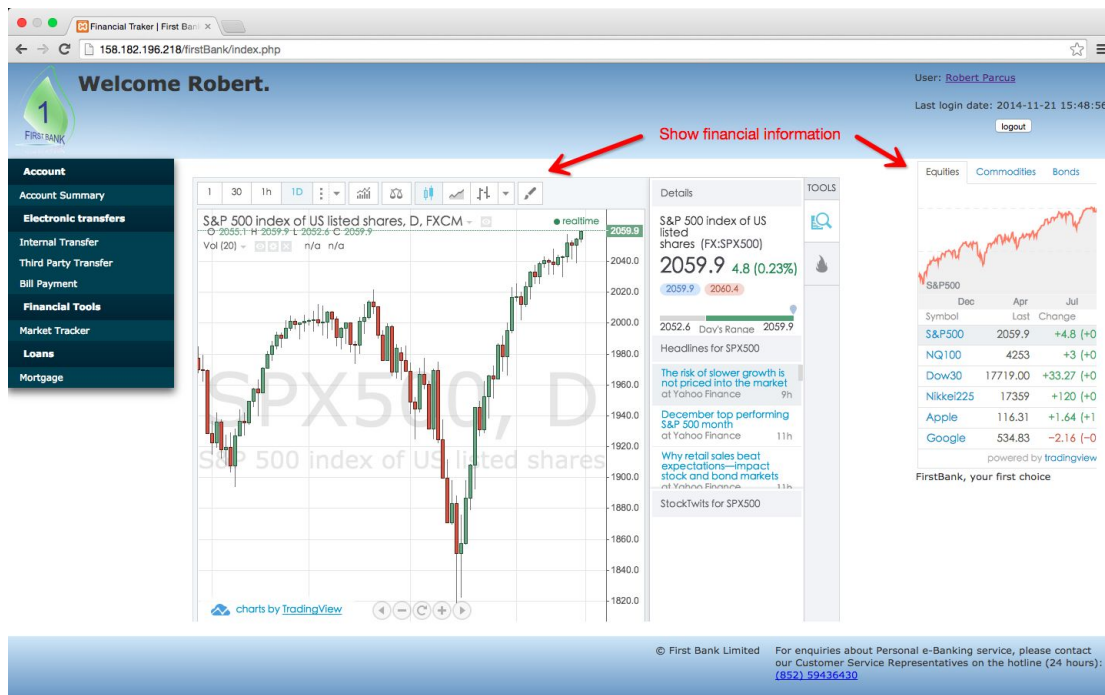 Financial Traker | First Ban
158.182.196.218/firstBank/index.php
Welcome Robert.
1
FIRST BANK
User: Robert Parcus
Last login date: 2014-11-21 15:48:56
logout
Show financial information
Account
Account Summary
Electronic transfers
Internal Transfer
Third Party Transfer
Bill Payment
Financial Tools
Market Tracker
Loans
Mortgage
1 30 1h 1D
S&P 500 index of US listed shares, D, FXCM
realtime
O 2055.1 H 2059.9 L 2052.6 C 2059.9
Vol (20) n/a n/a
SPX500, D
S&P 500 index of US listed shares
2059.9
2040.0
2020.0
2000.0
1980.0
1960.0
1940.0
1920.0
1900.0
1880.0
1860.0
1840.0
1820.0
charts by TradingView
Details
TOOLS
S&P 500 index of US
listed
shares (FX:SPX500)
2059.9 4.8 (0.23%)
2059.9 2060.4
2052.6 Day's Range 2059.9
Headlines for SPX500
The risk of slower growth is
not priced into the market
at Yahoo Finance 9h
December top performing
S&P 500 month
at Yahoo Finance 11h
Why retail sales beat
expectations—impact
stock and bond markets
at Yahoo Finance 11h
StockTwits for SPX500
Equities Commodities Bonds
S&P500
Dec Apr Jul
Symbol Last Change
S&P500 2059.9 +4.8 (+0
NQ100 4253 +3 (+0
Dow30 17719.00 +33.27 (+0
Nikkei225 17359 +120 (+0
Apple 116.31 +1.64 (+1
Google 534.83 −2.16 (−0
powered by tradingview
FirstBank, your first choice
© First Bank Limited
For enquiries about Personal e-Banking service, please contact
our Customer Service Representatives on the hotline (24 hours):
(852) 59436430